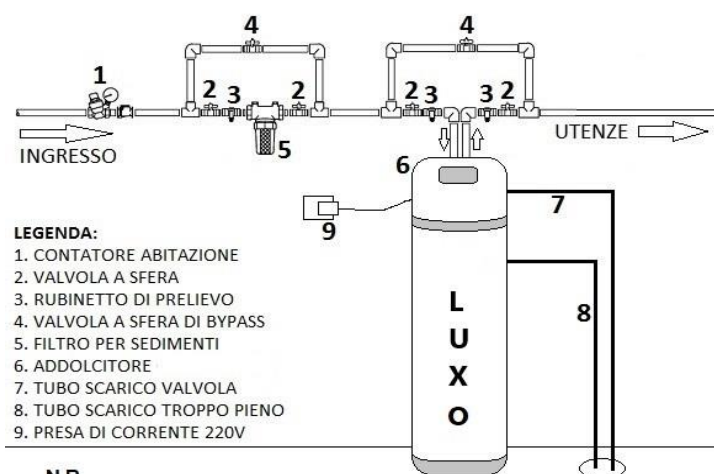 4
4
1
2
3
2
2
3
3
2
INGRESSO
5
UTENZE
6
7
9
8
L
U
X
O
LEGENDA:
1. CONTATORE ABITAZIONE
2. VALVOLA A SFERA
3. RUBINETTO DI PRELIEVO
4. VALVOLA A SFERA DI BYPASS
5. FILTRO PER SEDIMENTI
6. ADDOLCITORE
7. TUBO SCARICO VALVOLA
8. TUBO SCARICO TROPPO PIENO
9. PRESA DI CORRENTE 220V